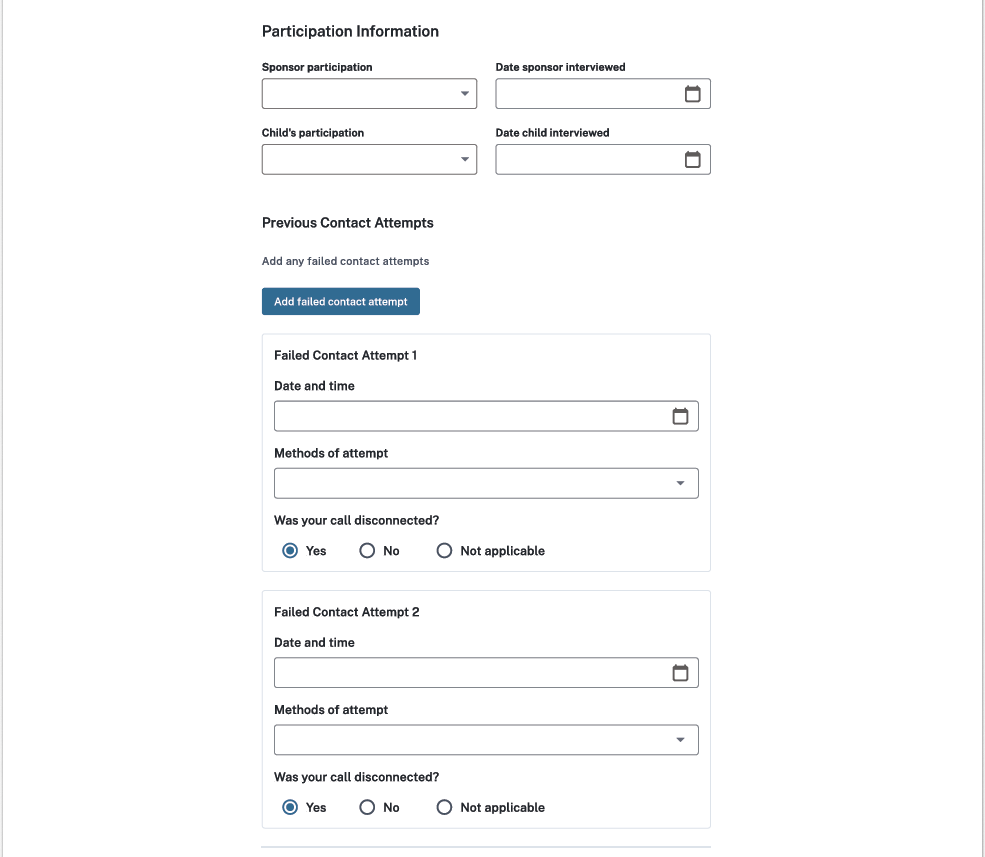 Participation Information
Sponsor participation
Date sponsor interviewed
Child's participation
Date child interviewed
Previous Contact Attempts
Add any failed contact attempts
Add failed contact attempt
Failed Contact Attempt 1
Date and time
Methods of attempt
Was your call disconnected?
Yes No Not applicable
Failed Contact Attempt 2
Date and time
Methods of attempt
Was your call disconnected?
Yes No Not applicable